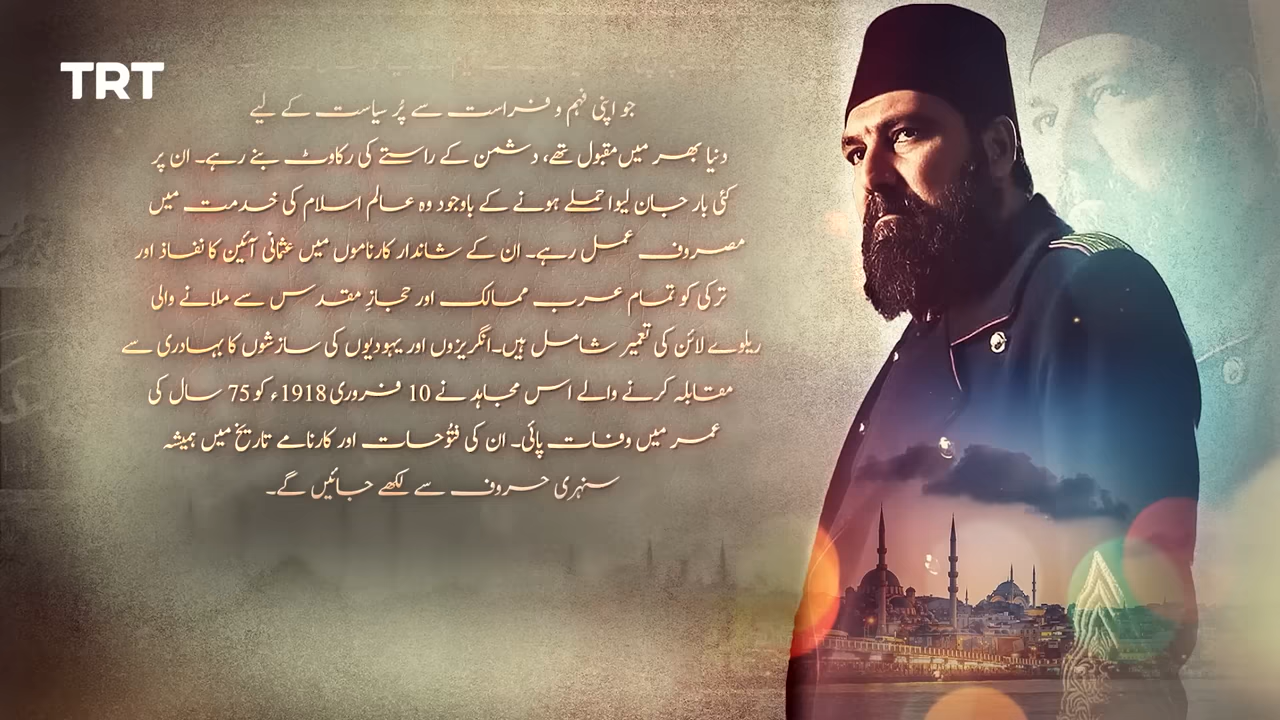 TRT
جو اپنی فہم و فراست سے پُر سیاست کے لیے
دنیا بھر میں مقبول تھے، دشمن کے راستے کی رکاوٹ بنے رہے۔ ان پر
کئی بار جان لیوا حملے ہونے کے باوجود وہ عالم اسلام کی خدمت میں
مصروف عمل رہے۔ ان کے شاندار کارناموں میں عثمانی آئین کا نفاذ اور
ترکی کو تمام عرب ممالک اور حجازِ مقدس سے ملانے والی
ریلوے لائن کی تعمیر شامل ہیں۔انگریزوں اور یہودیوں کی سازشوں کا بہادری سے
مقابلہ کرنے والے اس مجاہد نے 10 فروری 1918ء کو 75 سال کی
عمر میں وفات پائی۔ ان کی فتُوحات اور کارنامے تاریخ میں ہمیشہ
سنہری حروف سے لکھے جائیں گے۔